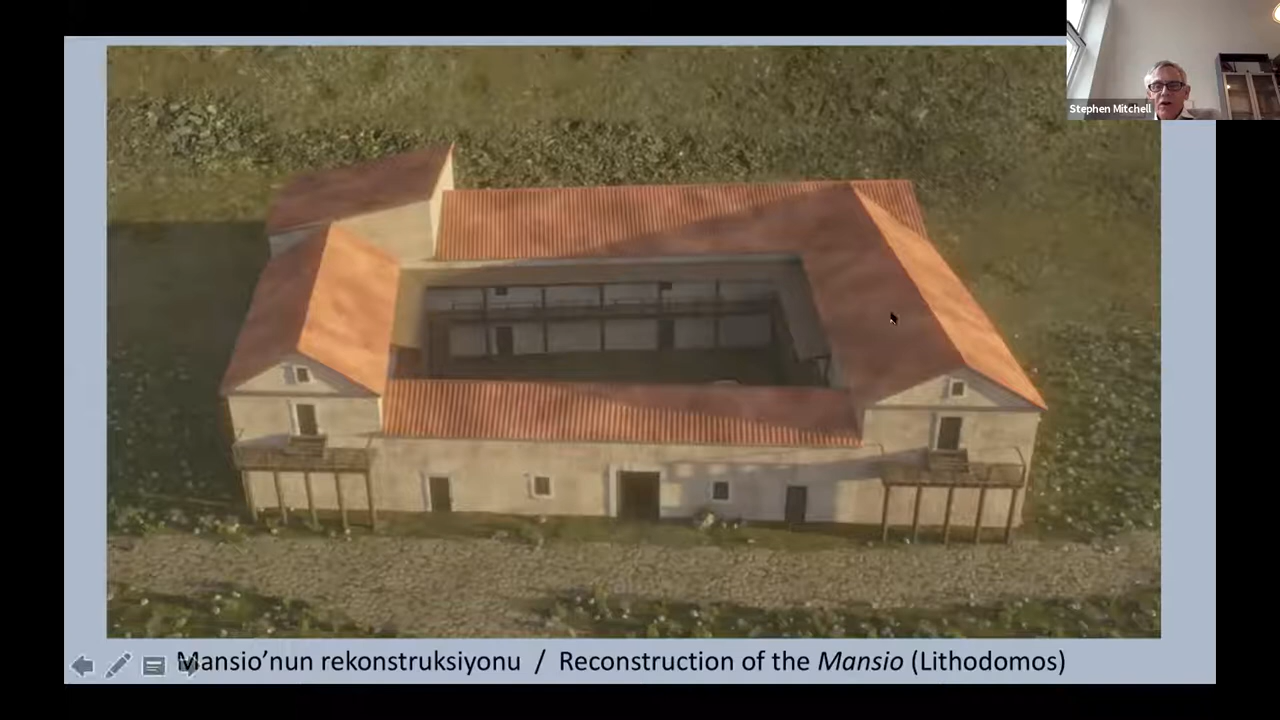 Stephen Mitchell
Mansio’nun rekonstruksiyonu / Reconstruction of the Mansio (Lithodomos)